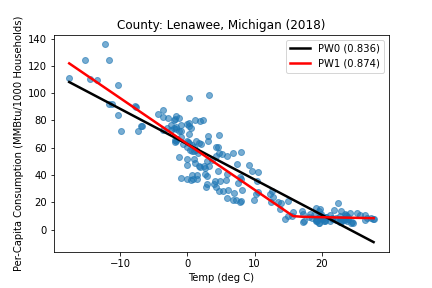 County: Lenawee, Michigan (2018)
Per-Capita Consumption (MMBtu/1000 Households)
140
120
100
80
60
40
20
0
PW0 (0.836)
PW1 (0.874)
−10 0 10 20
Temp (deg C)